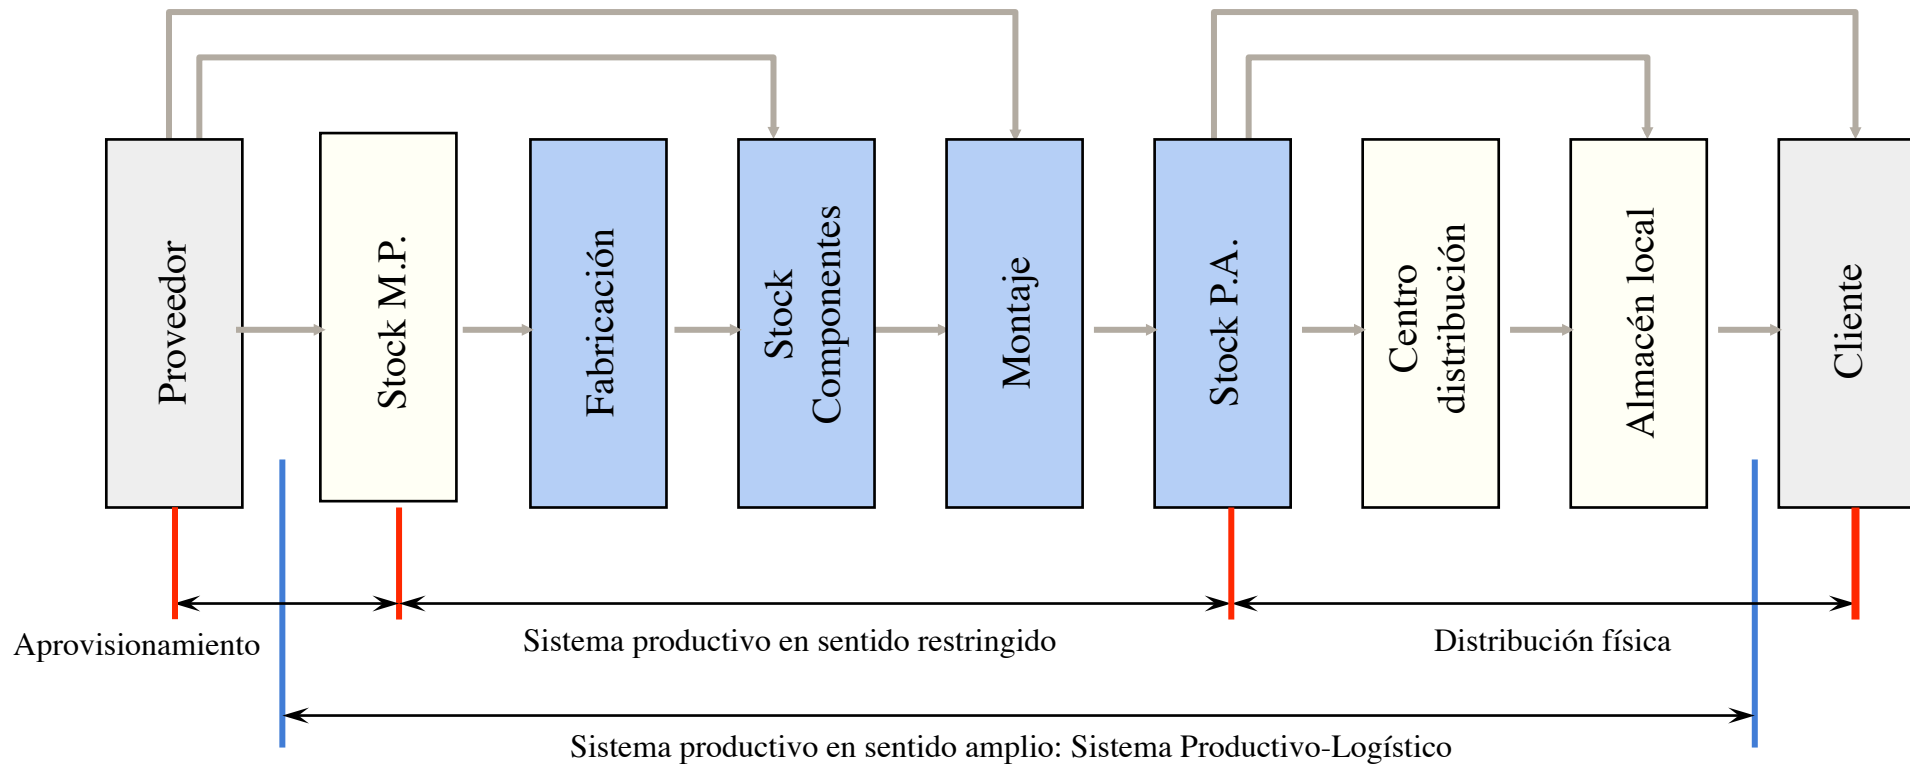 Proveedor
Stock M.P.
Fabricación
Stock
Componentes
Montaje
Stock P.A.
Centro
distribución
Almacén local
Cliente
Aprovisionamiento
Sistema productivo en sentido restringido
Distribución física
Sistema productivo en sentido amplio: Sistema Productivo-Logístico